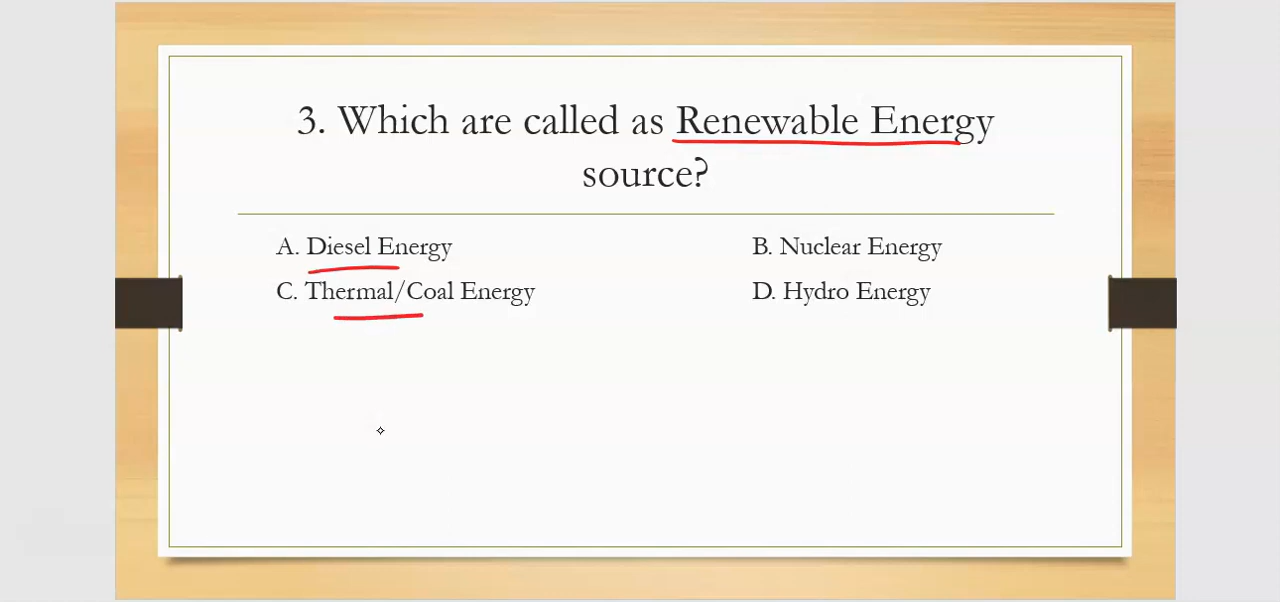 3. Which are called as Renewable Energy
source?
A. Diesel Energy B. Nuclear Energy
C. Thermal/Coal Energy D. Hydro Energy